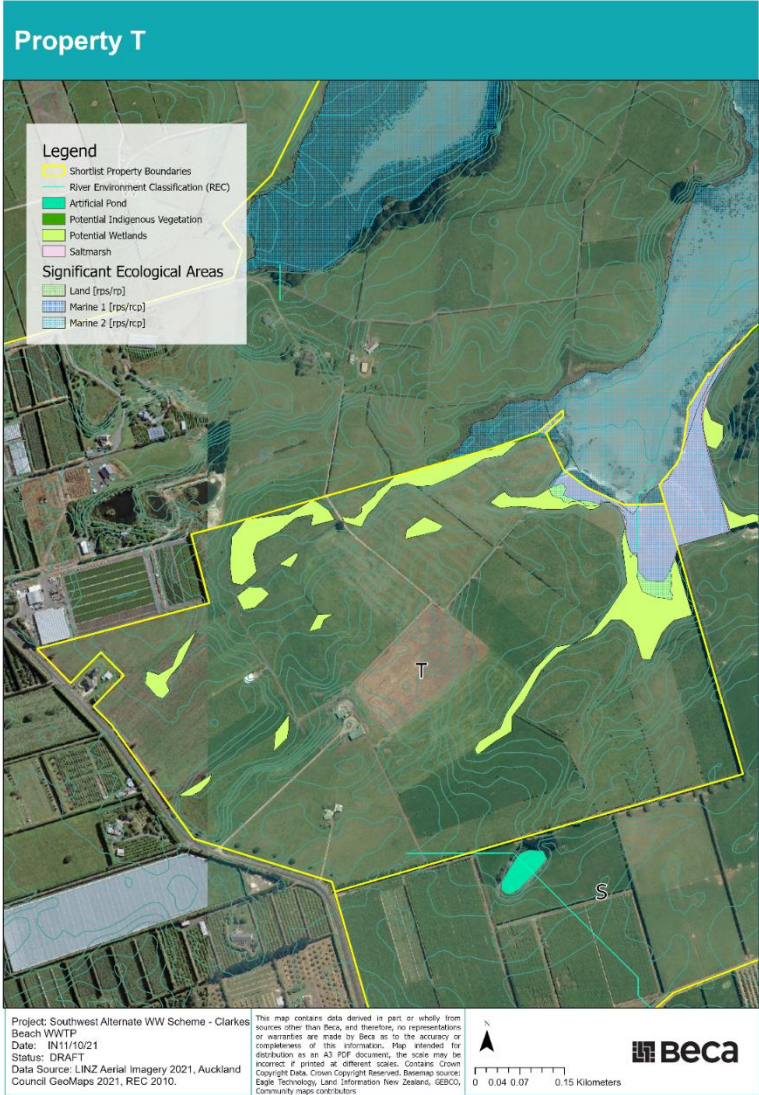 Property T
Legend
Shortlist Property Boundaries
River Environment Classification (REC)
Artificial Pond
Potential Indigenous Vegetation
Potential Wetlands
Saltmarsh
Significant Ecological Areas
Land [rps/rp]
Marine 1 [rps/rcp]
Marine 2 [rps/rcp]
T
S
Project: Southwest Alternate WW Scheme - Clarkes
Beach WWTP
Date: IN11/10/21
Status: DRAFT
Data Source: LINZ Aerial Imagery 2021, Auckland
Council GeoMaps 2021, REC 2010.
This map contains data derived in part or wholly from
sources other than Beca, and therefore, no representations
or warranties are made by Beca as to the accuracy or
completeness of this information. Map intended for
distribution as an A3 PDF document, the scale may be
incorrect if printed at different scales. Contains Crown
Copyright Data. Crown Copyright Reserved. Basemap source:
Eagle Technology, Land Information New Zealand, GEBCO,
Community maps contributors
N
0 0.04 0.07 0.15 Kilometers
BECA